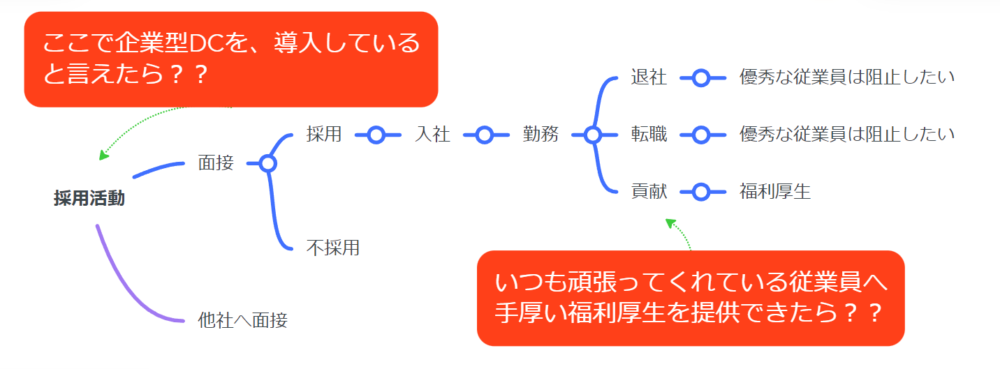 ここで企業型DCを、導入している
と言えたら？？
退社
優秀な従業員は阻止したい
採用
入社
勤務
転職
優秀な従業員は阻止したい
面接
採用活動
貢献
福利厚生
不採用
いつも頑張ってくれている従業員へ
手厚い福利厚生を提供できたら？？
他社へ面接